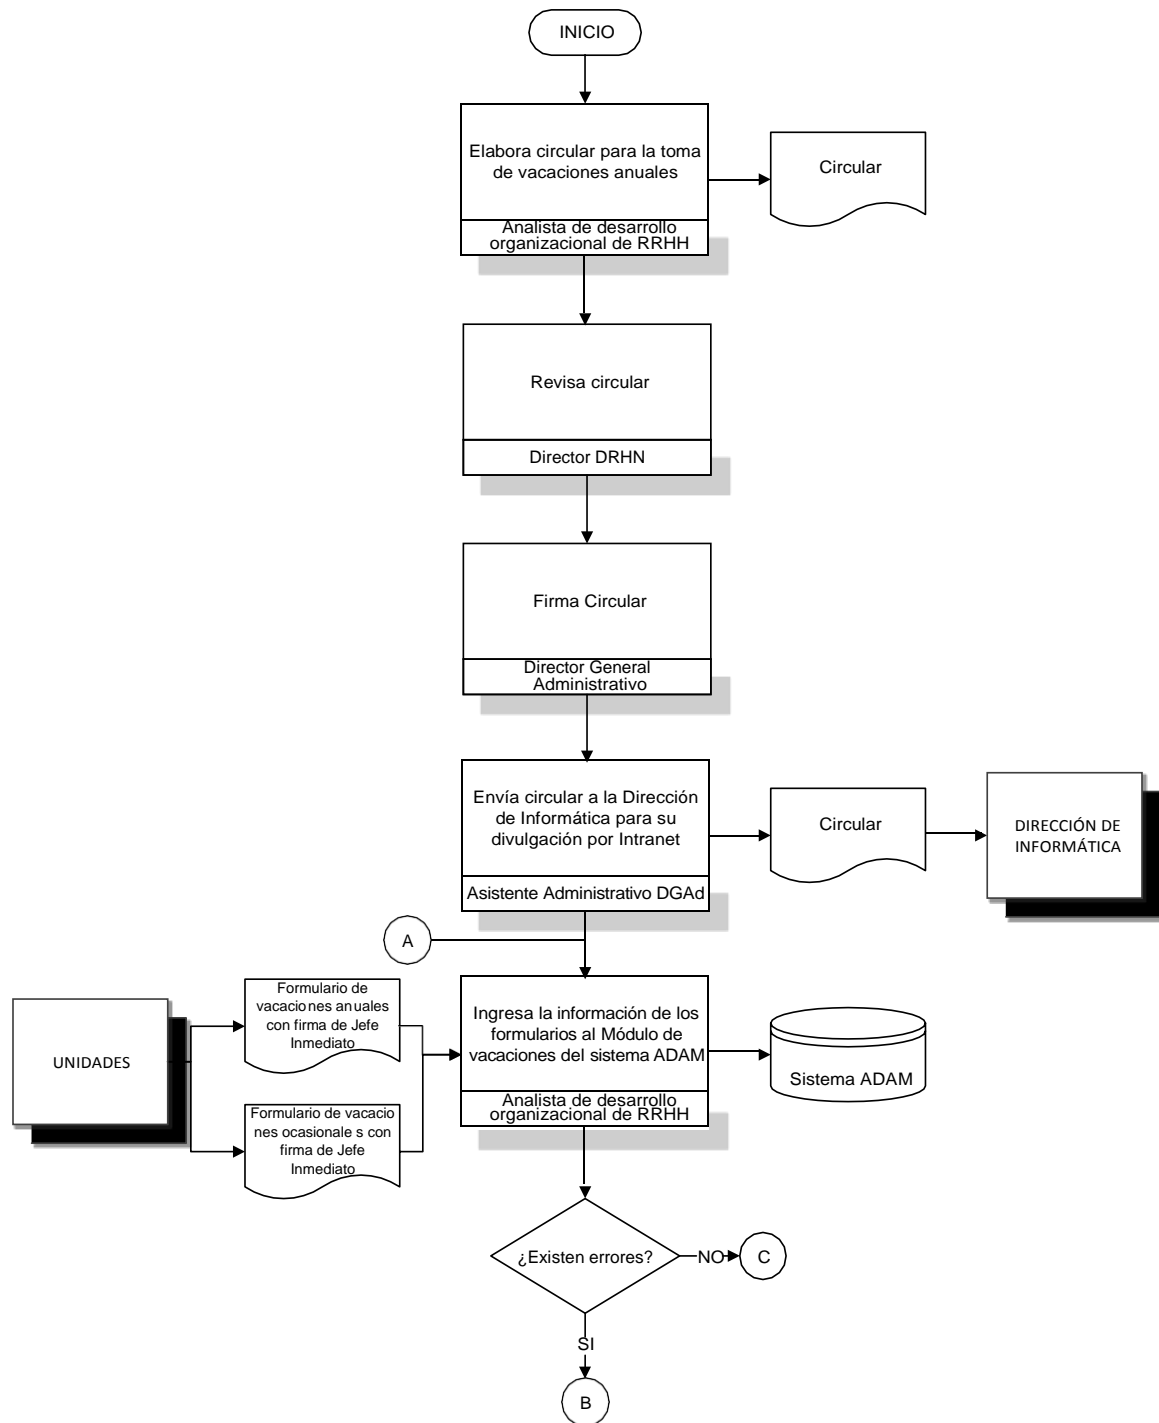 INICIO
Elabora circular para la toma
de vacaciones anuales
Analista de desarrollo
organizacional de RRHH
Circular
Revisa circular
Director DRHN
Firma Circular
Director General
Administrativo
Envía circular a la Dirección
de Informática para su
divulgación por Intranet
Asistente Administrativo DGAd
Circular
DIRECCIÓN DE
INFORMÁTICA
A
UNIDADES
Formulario de
vacaciones anuales
con firma de Jefe
Inmediato
Formulario de vacacio
nes ocasionale s con
firma de Jefe
Inmediato
Ingresa la información de los
formularios al Módulo de
vacaciones del sistema ADAM
Analista de desarrollo
organizacional de RRHH
Sistema ADAM
¿Existen errores?
NO
C
SI
B